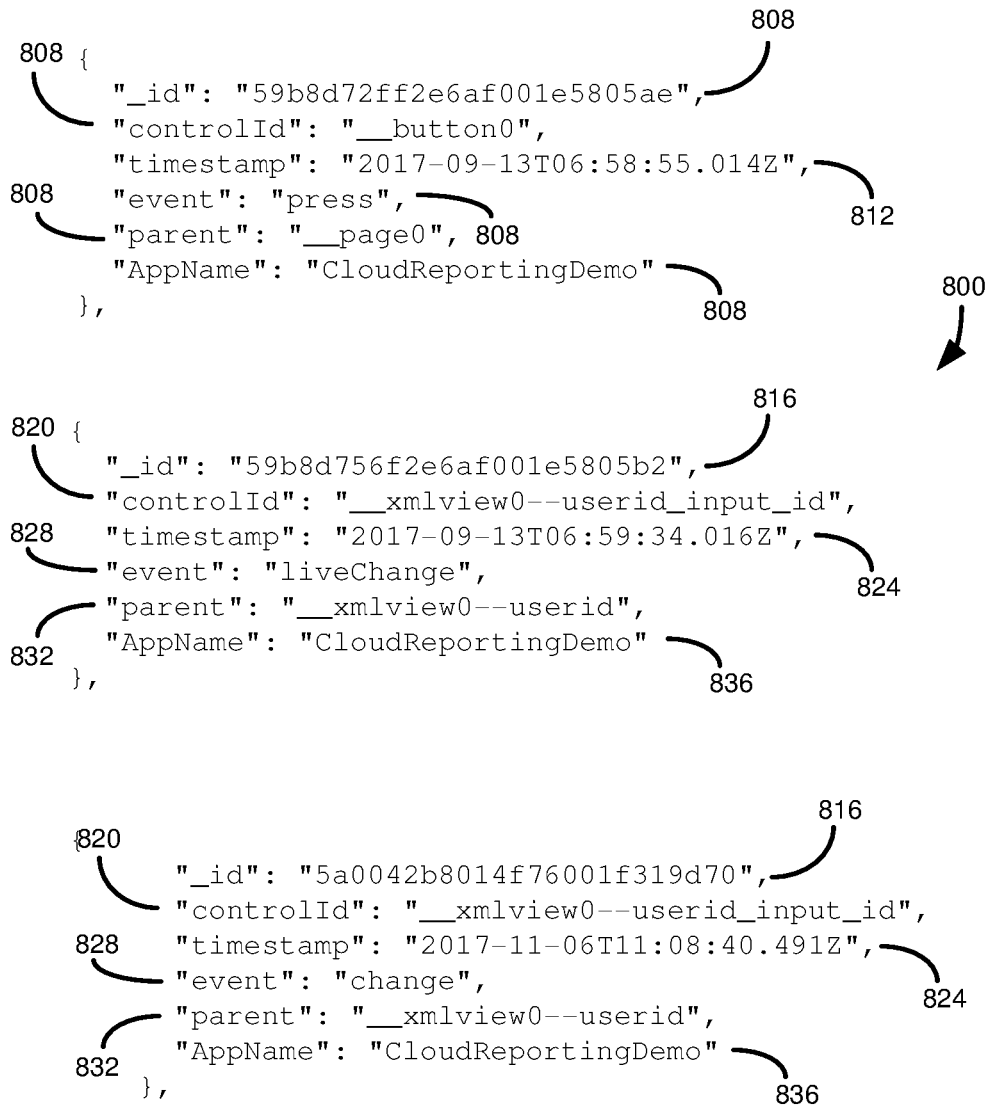 808
808
{
"_id": "59b8d72ff2e6af001e5805ae",
"controlId": "__button0",
"timestamp": "2017-09-13T06:58:55.014Z",
808
812
"event": "press",
808
"parent": "__page0",
"AppName": "CloudReportingDemo"
808
},
800
816
820
{
"_id": "59b8d756f2e6af001e5805b2",
"controlId": "__xmlview0--userid_input_id",
828
"timestamp": "2017-09-13T06:59:34.016Z",
824
"event": "liveChange",
"parent": "__xmlview0--userid",
832
"AppName": "CloudReportingDemo"
836
},
816
{
820
"_id": "5a0042b8014f76001f319d70",
"controlId": "__xmlview0--userid_input_id",
828
"timestamp": "2017-11-06T11:08:40.491Z",
824
"event": "change",
"parent": "__xmlview0--userid",
832
"AppName": "CloudReportingDemo"
836
},